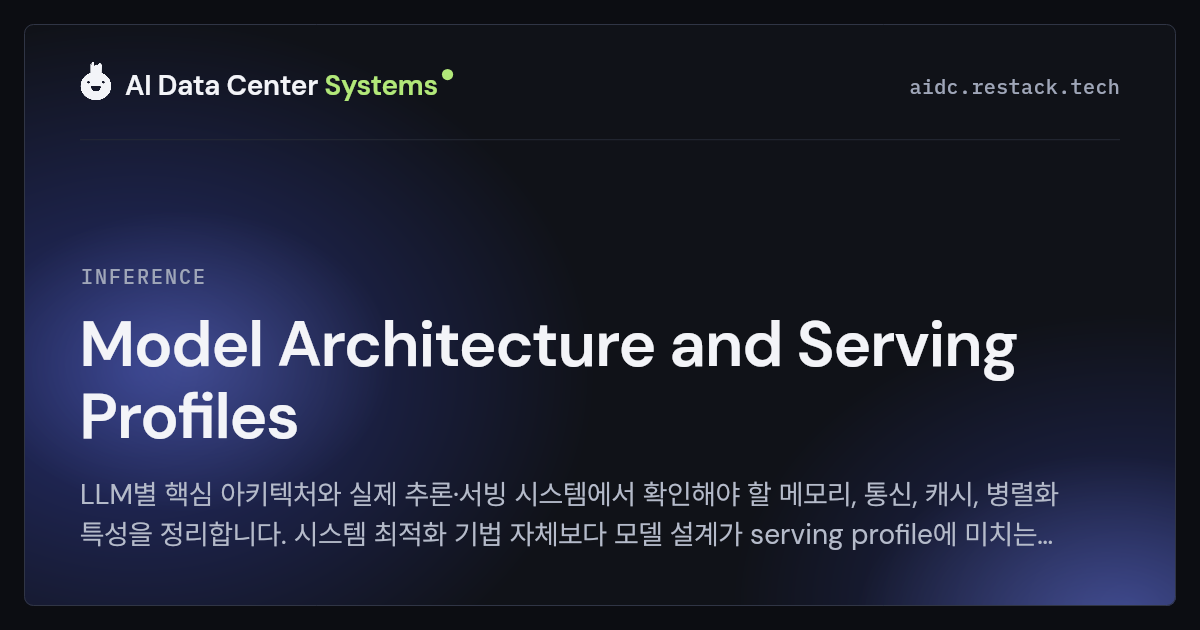 AI Data Center Systems
aidc.restack.tech
INFERENCE
Model Architecture and Serving
Profiles
LLM별 핵심 아키텍처와 실제 추론·서빙 시스템에서 확인해야 할 메모리, 통신, 캐시, 병렬화
특성을 정리합니다. 시스템 최적화 기법 자체보다 모델 설계가 serving profile에 미치는…